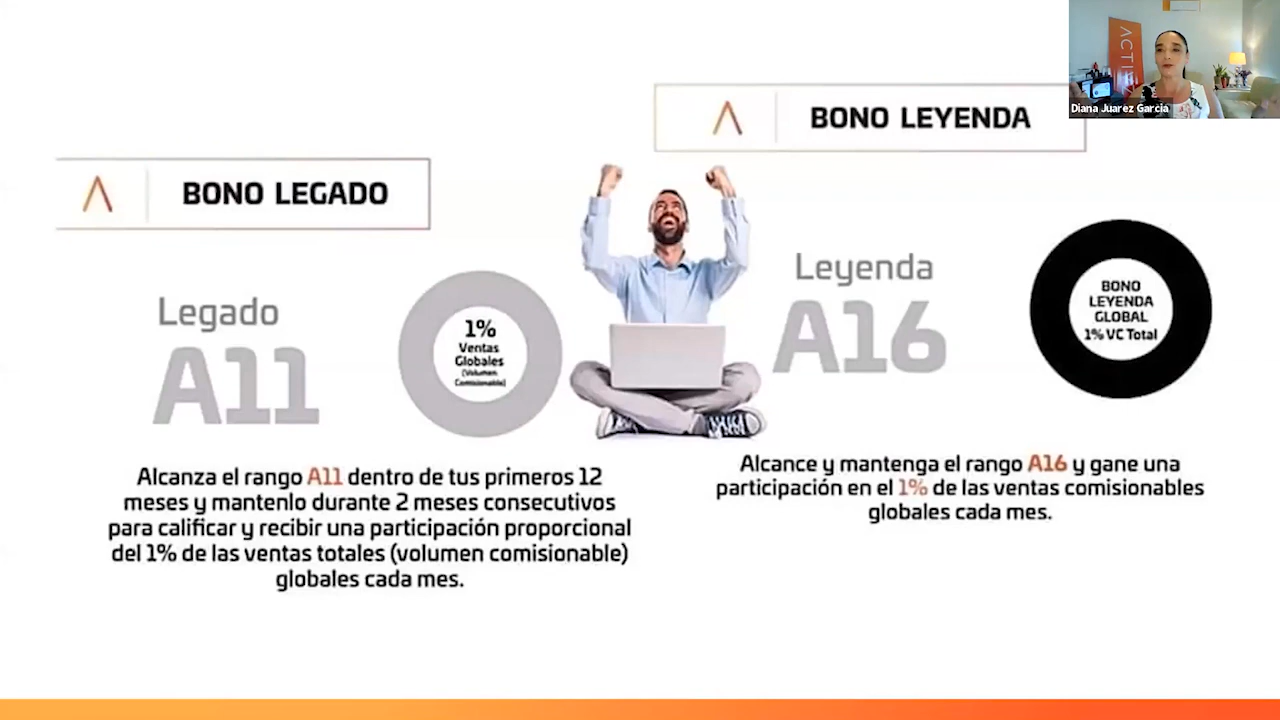 BONO LEGADO
Legado
A11
1%
Ventas
Globales
(Volumen
Comisionable)
Alcanza el rango A11 dentro de tus primeros 12
meses y mantenlo durante 2 meses consecutivos
para calificar y recibir una participación proporcional
del 1% de las ventas totales (volumen comisionable)
globales cada mes.
BONO LEYENDA
Leyenda
A16
BONO
LEYENDA
GLOBAL
1% VC Total
Alcance y mantenga el rango A16 y gane una
participación en el 1% de las ventas comisionables
globales cada mes.
ACTI
Diana Juarez Garcia